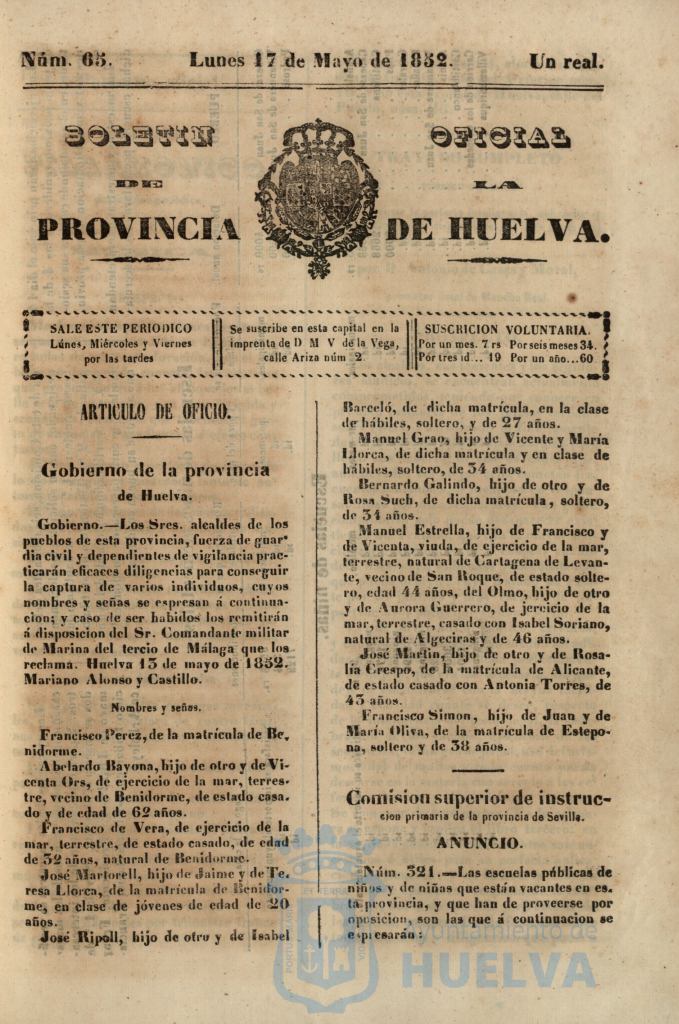 Núm. 65. Lunes 17 de Mayo de 1852. Un real.
BOLETIN OFICIAL
DE LA
PROVINCIA DE HUELVA.
SALE ESTE PERIODICO
Lúnes, Miércoles y Viernes
por las tardes
Se suscribe en esta capital en la
imprenta de D M V de la Vega,
calle Ariza núm 2
SUSCRICION VOLUNTARIA.
Por un mes. 7 rs Por seis meses 34.
Por tres id... 19 Por un año...60
ARTICULO DE OFICIO.
Gobierno de la provincia
de Huelva.
Gobierno.—Los Sres. alcaldes de los
pueblos de esta provincia, fuerza de guar-
dia civil y dependientes de vigilancia prac-
ticarán eficaces diligencias para conseguir
la captura de varios individuos, cuyos
nombres y señas se espresan á continua-
cion; y caso de ser habidos los remitirán
á disposicion del Sr. Comandante militar
de Marina del tercio de Málaga que los
reclama. Huelva 13 de mayo de 1852.
Mariano Alonso y Castillo.
Nombres y señas.
Francisco Perez, de la matrícula de Be-
nidorme.
Abelardo Bayona, hijo de otro y de Vi-
centa Ors, de ejercicio de la mar, terres-
tre, vecino de Benidorme, de estado casa-
do y de edad de 62 años.
Francisco de Vera, de ejercicio de la
mar, terrestre, de estado casado, de edad
de 32 años, natural de Benidorme.
José Martorell, hijo de Jaime y de Te-
resa Llorca, de la matrícula de Benidor-
me, en clase de jóvenes de edad de 20
años.
José Ripoll, hijo de otro y de Isabel
Barceló, de dicha matrícula, en la clase
de hábiles, soltero, y de 27 años.
Manuel Grao, hijo de Vicente y María
Llorca, de dicha matrícula y en clase de
hábiles, soltero, de 34 años.
Bernardo Galindo, hijo de otro y de
Rosa Such, de dicha matrícula, soltero,
de 34 años.
Manuel Estrella, hijo de Francisco y
de Vicenta, viuda, de ejercicio de la mar,
terrestre, natural de Cartagena de Levan-
te, vecino de San Roque, de estado solte-
ro, edad 44 años, del Olmo, hijo de otro
y de Aurora Guerrero, de jercicio de la
mar, terrestre, casado con Isabel Soriano,
natural de Algeciras y de 46 años.
José Martin, hijo de otro y de Rosa-
lía Crespo, de la matrícula de Alicante,
de estado casado con Antonia Torres, de
43 años.
Francisco Simon, hijo de Juan y de
María Oliva, de la matrícula de Estepo-
na, soltero y de 38 años.
Comision superior de instruc-
cion primaria de la provincia de Sevilla.
ANUNCIO.
Núm. 321.—Las escuelas públicas de
niños y de niñas que están vacantes en es-
ta provincia, y que han de proveerse por
oposicion, son las que á continuacion se
espresarán:
Ayuntamiento de
HUELVA